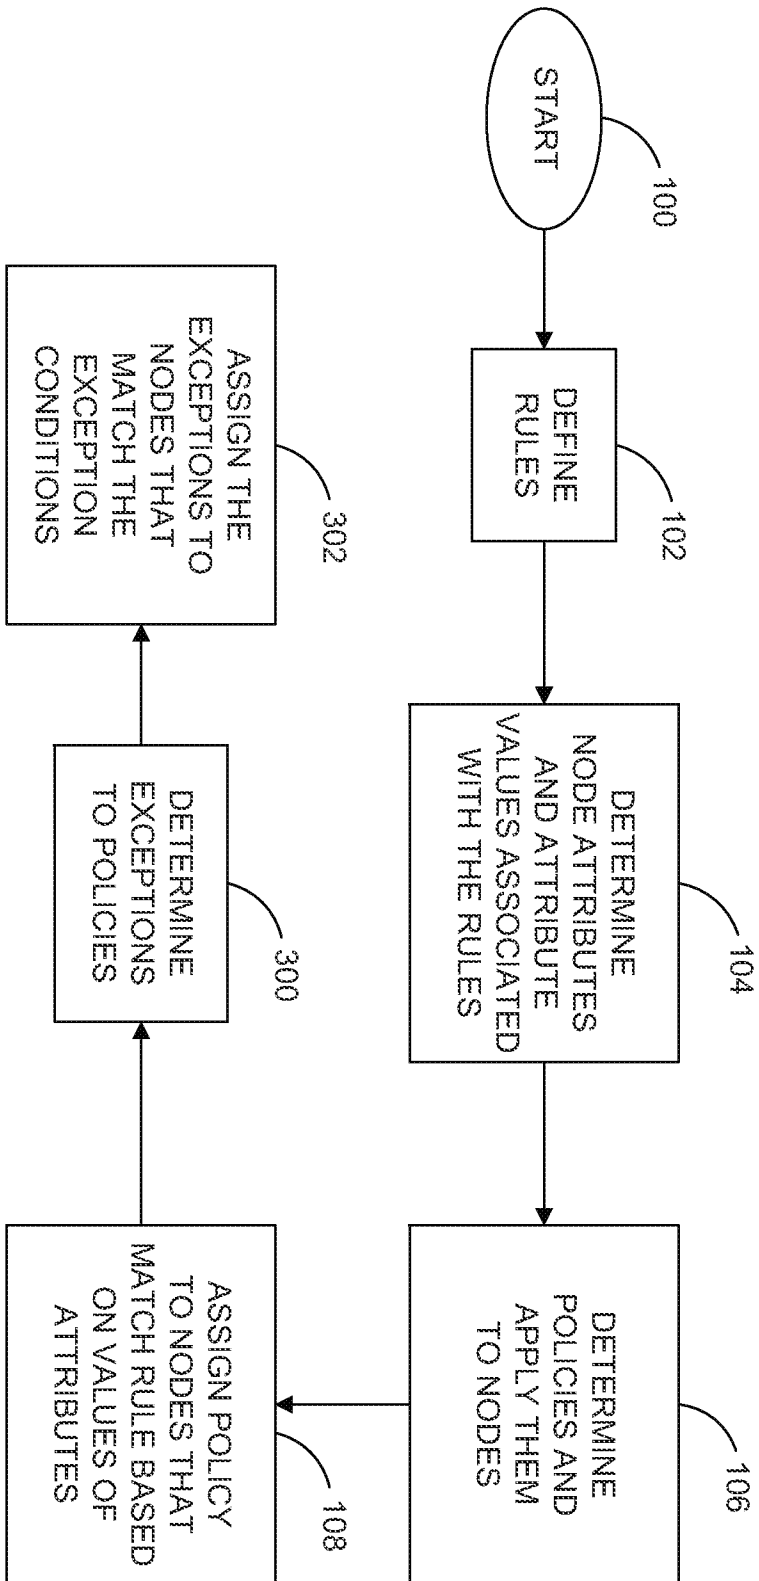 START
100
DEFINE
RULES
102
DETERMINE
NODE ATTRIBUTES
AND ATTRIBUTE
VALUES ASSOCIATED
WITH THE RULES
104
DETERMINE
POLICIES AND
APPLY THEM
TO NODES
106
ASSIGN POLICY
TO NODES THAT
MATCH RULE BASED
ON VALUES OF
ATTRIBUTES
108
DETERMINE
EXCEPTIONS
TO POLICIES
300
ASSIGN THE
EXCEPTIONS TO
NODES THAT
MATCH THE
EXCEPTION
CONDITIONS
302